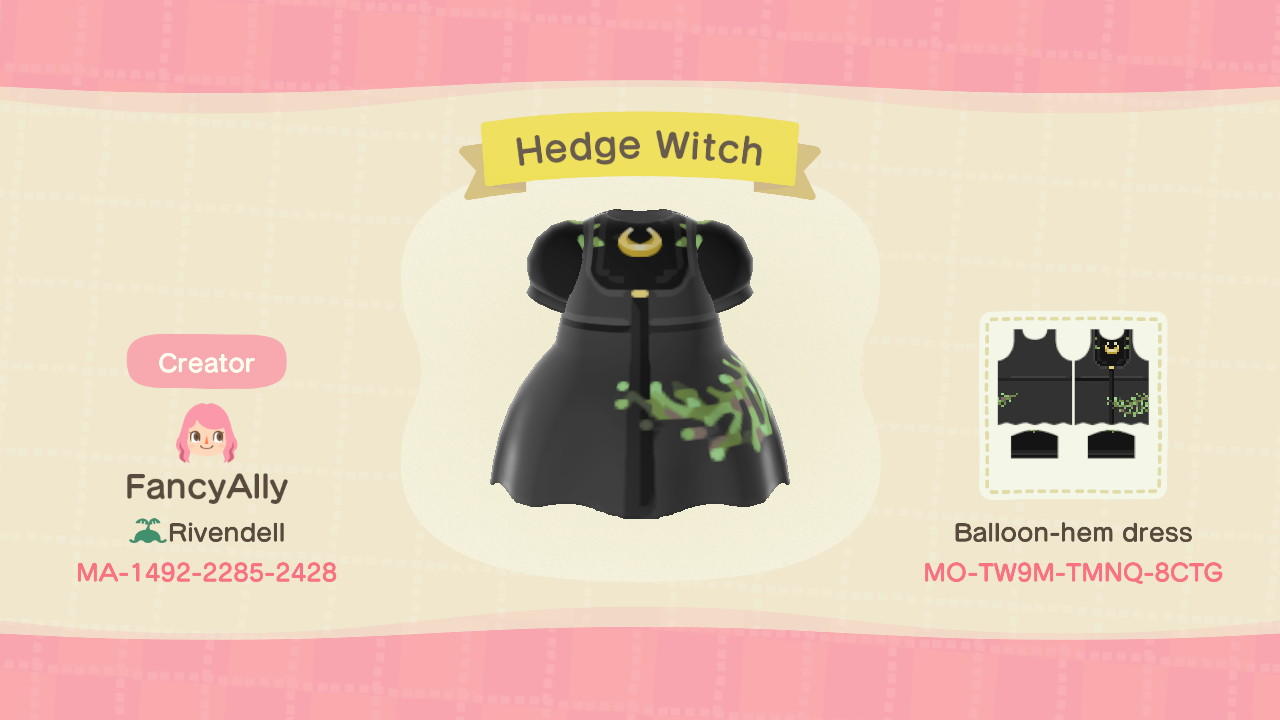 Hedge Witch
Creator
FancyAlly
Rivendell
MA-1492-2285-2428
Balloon-hem dress
MO-TW9M-TMNQ-8CTG